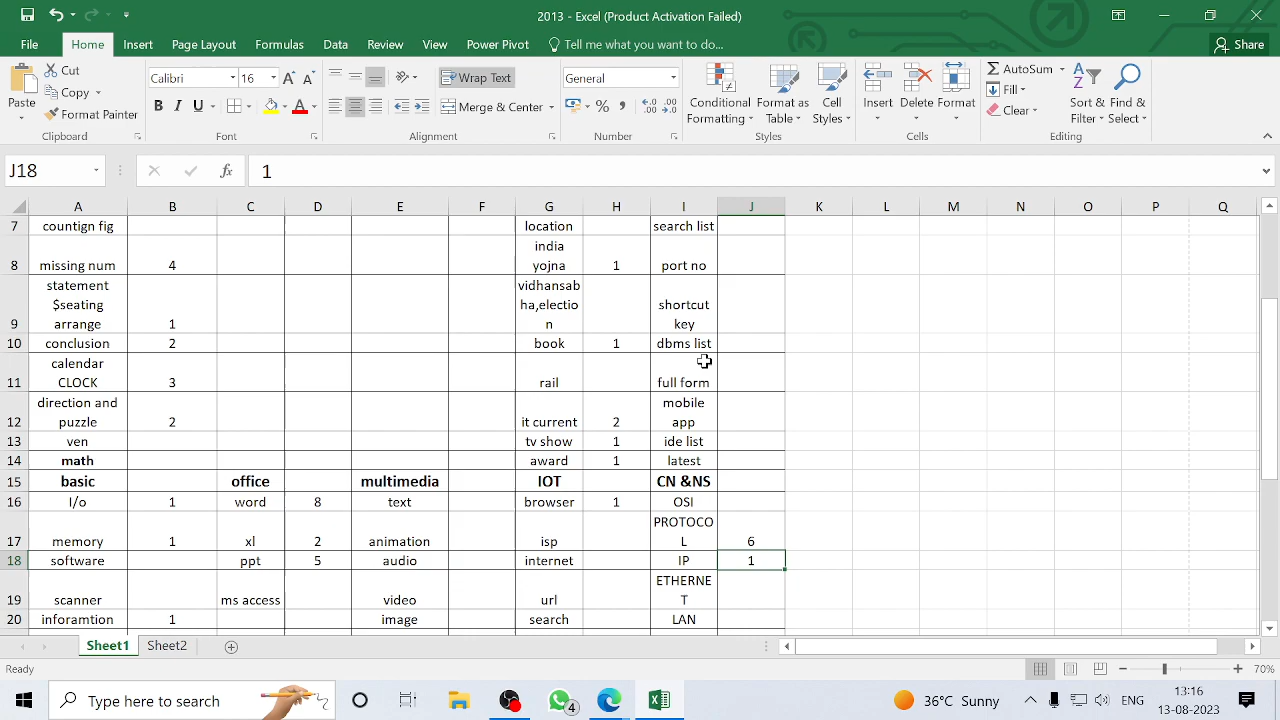 2013 - Excel (Product Activation Failed)
File Home Insert Page Layout Formulas Data Review View Power Pivot Tell me what you want to do... Share
Paste Cut Copy Format Painter Clipboard
Calibri 16 A A B I U A Font
Wrap Text Merge & Center Alignment
General % , Number
Conditional Formatting Format as Table Cell Styles Styles
Insert Delete Format Cells
AutoSum Fill Clear Sort & Filter Find & Select Editing
J18 fx 1
A B C D E F G H I J K L M N O P Q
7 countign fig location search list
8 missing num 4 india yojna 1 port no
9 statement $seating arrange 1 vidhansabha,election shortcut key
10 conclusion 2 book 1 dbms list
11 calendar CLOCK 3 rail full form
12 direction and puzzle 2 it current 2 mobile app
13 ven tv show 1 ide list
14 math award 1 latest
15 basic office multimedia IOT CN &NS
16 I/o 1 word 8 text browser 1 OSI
17 memory 1 xl 2 animation isp PROTOCOL 6
18 software ppt 5 audio internet IP 1
19 scanner ms access video url ETHERNET
20 inforamtion 1 image search LAN
Sheet1 Sheet2
Ready 70%
Type here to search 4 36°C Sunny ENG 13:16
13-08-2023